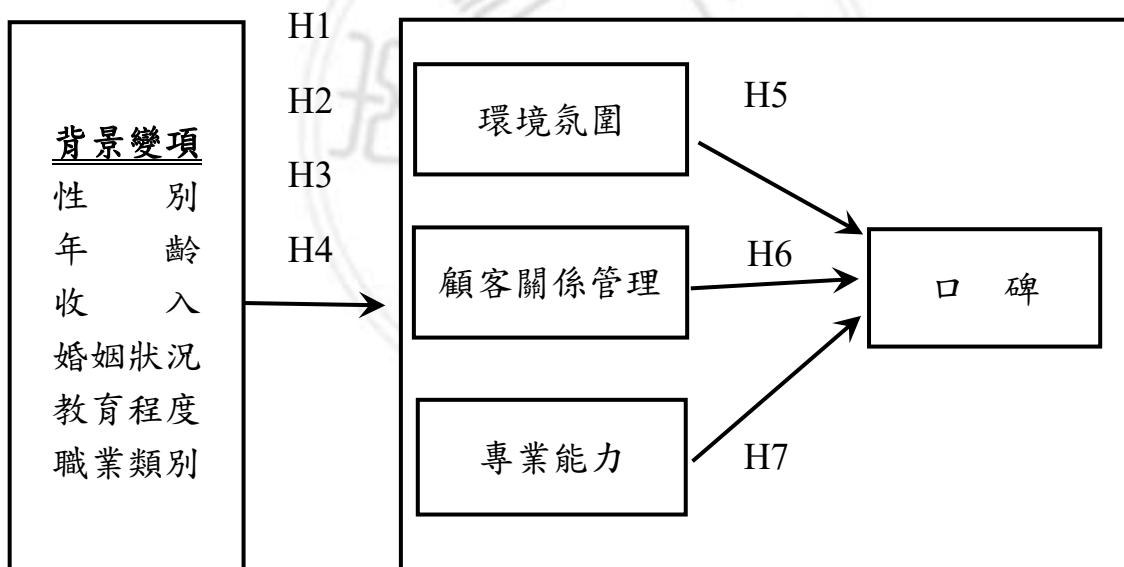 背景變項
性別
年齡
收入
婚姻狀況
教育程度
職業類別
H1
H2
H3
H4
環境氛圍
顧客關係管理
專業能力
H5
H6
H7
口碑